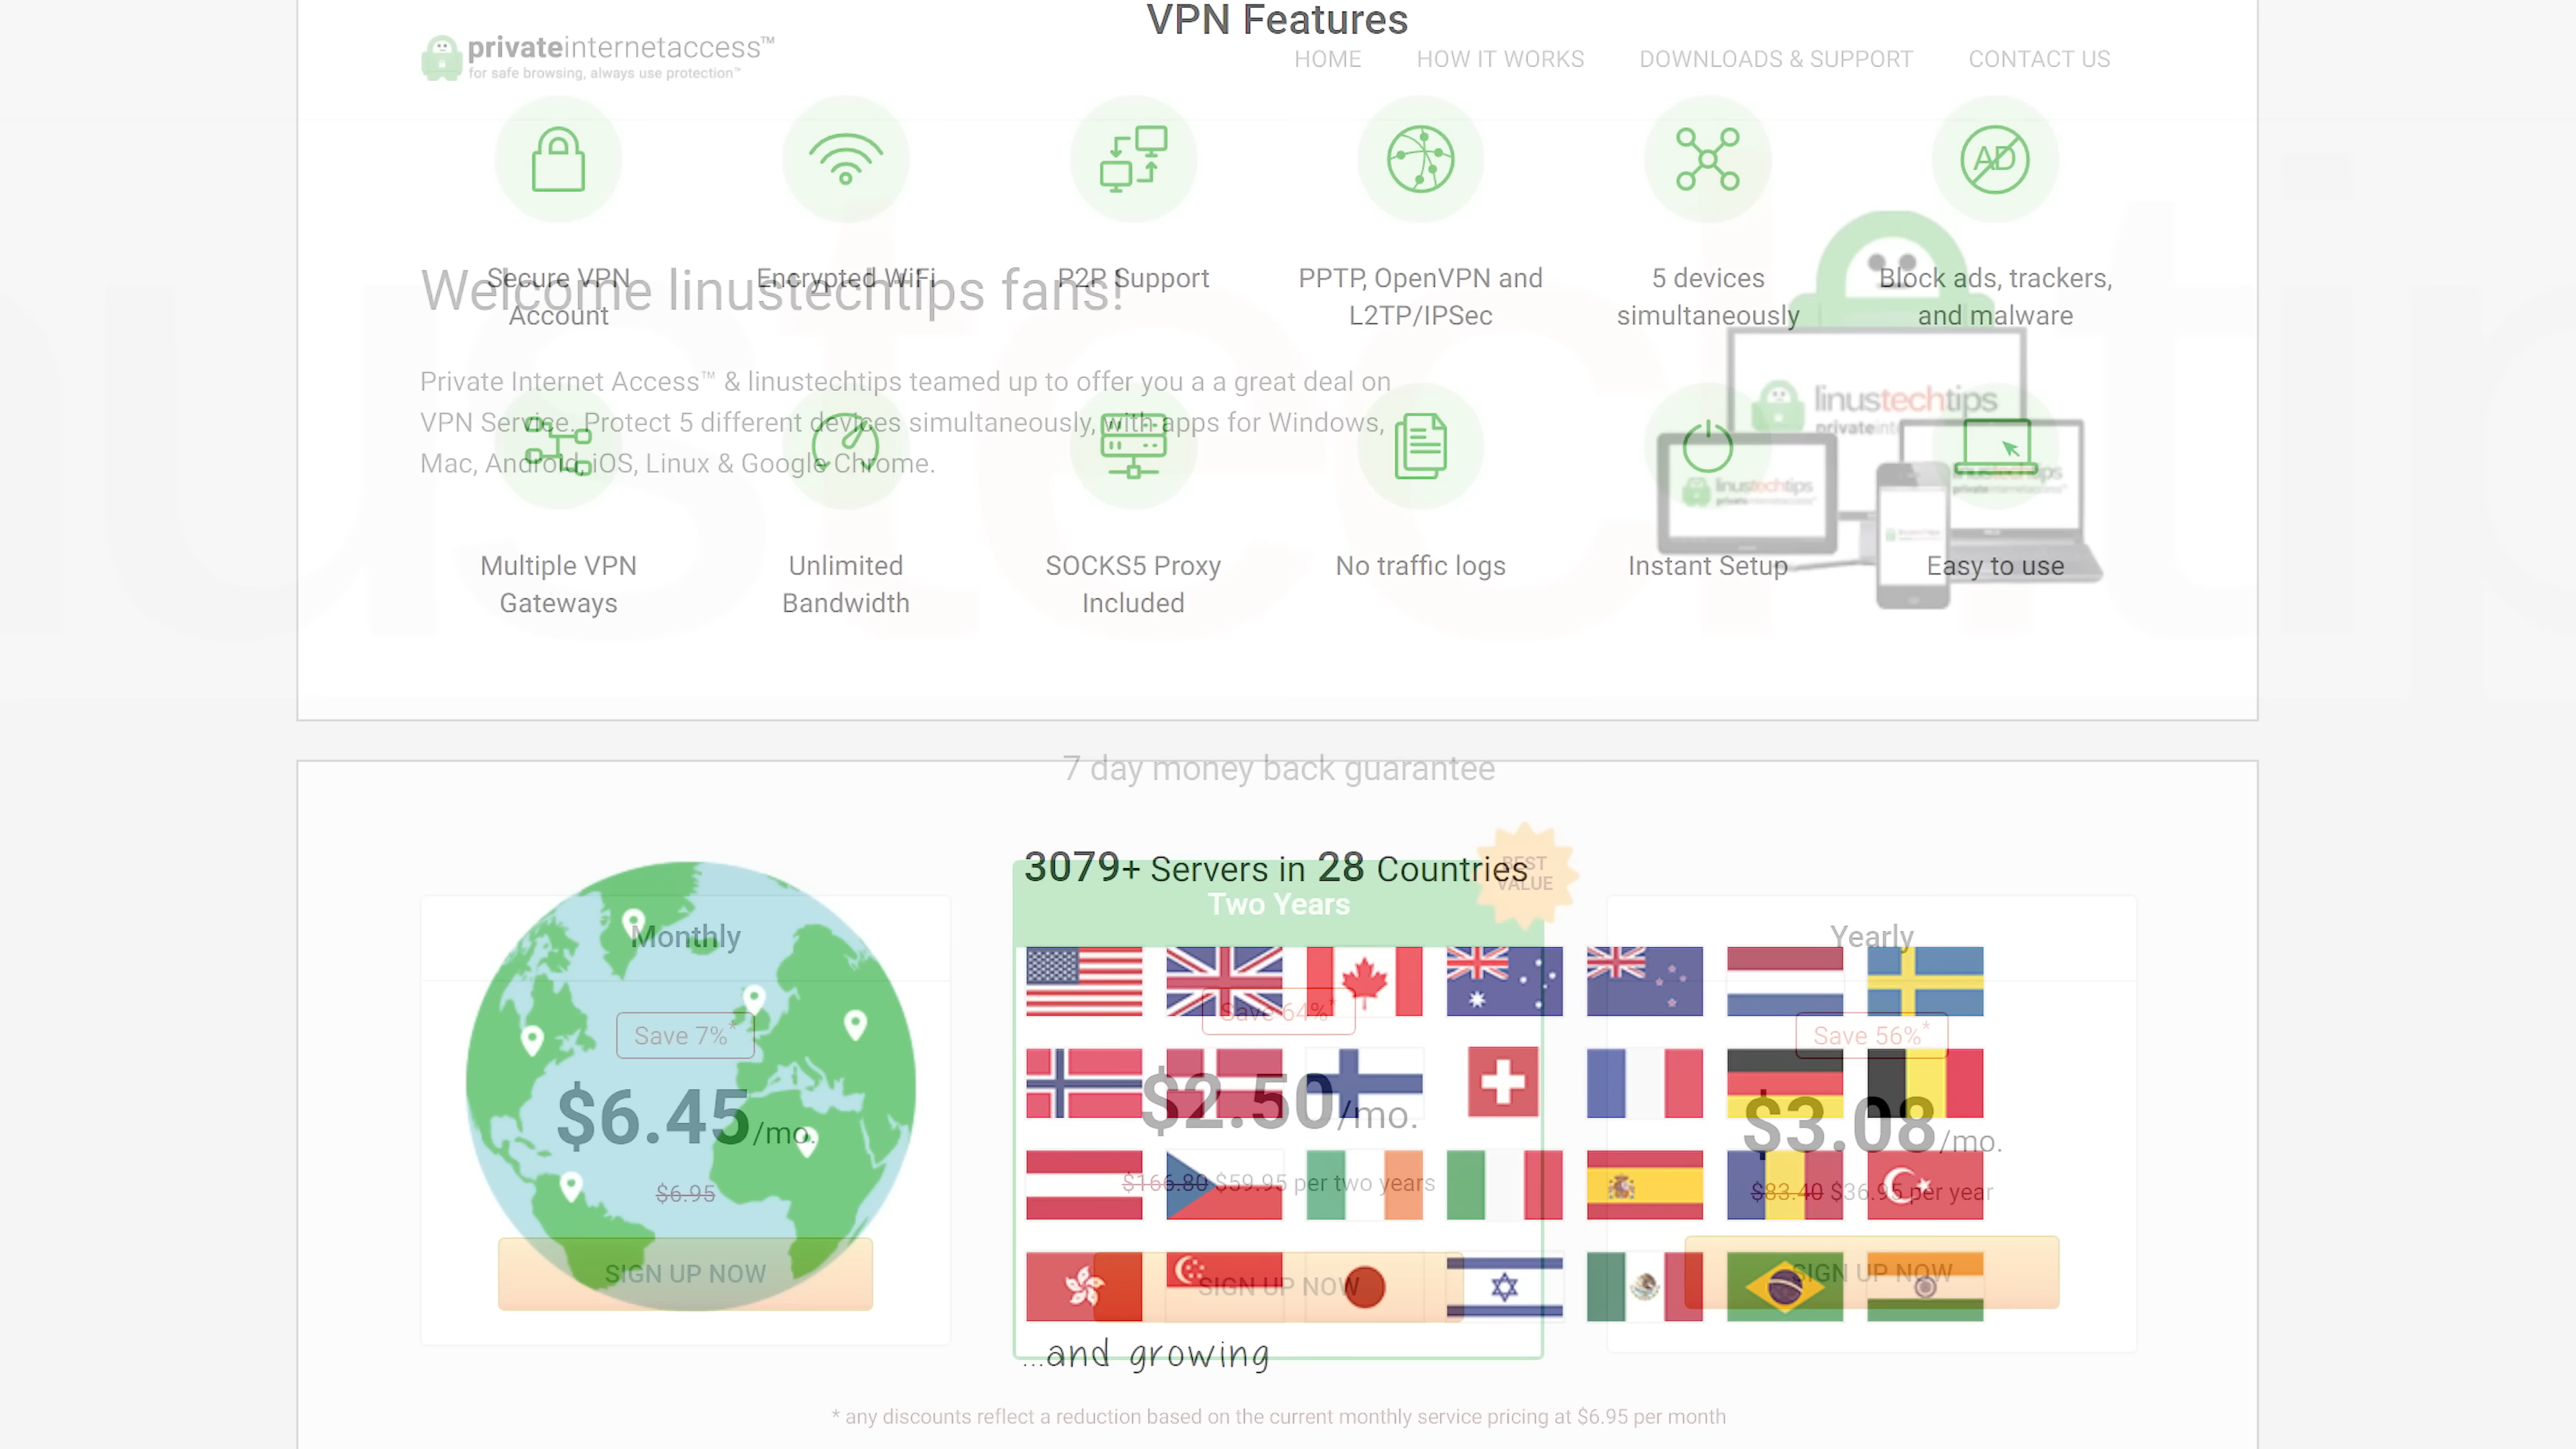 VPN Features
privateinternetaccess™
for safe browsing, always use protection™
HOME
HOW IT WORKS
DOWNLOADS & SUPPORT
CONTACT US
AD
Secure VPN
Account
Encrypted WiFi
P2P Support
PPTP, OpenVPN and
L2TP/IPSec
5 devices
simultaneously
Block ads, trackers,
and malware
Welcome linustechtips fans!
Private Internet Access™ & linustechtips teamed up to offer you a a great deal on
VPN Service. Protect 5 different devices simultaneously, with apps for Windows,
Mac, Android, iOS, Linux & Google Chrome.
linustechtips
linustechtips
privateinternetaccess
linustechtips
privateinternetaccess
Multiple VPN
Gateways
Unlimited
Bandwidth
SOCKS5 Proxy
Included
No traffic logs
Instant Setup
Easy to use
7 day money back guarantee
3079+ Servers in 28 Countries
BEST
VALUE
Monthly
Save 7%*
$6.45/mo.
$6.95
SIGN UP NOW
Two Years
Save 64%*
$2.50/mo.
$166.80 $59.95 per two years
SIGN UP NOW
Yearly
Save 56%*
$3.08/mo.
$83.40 $36.95 per year
SIGN UP NOW
...and growing
* any discounts reflect a reduction based on the current monthly service pricing at $6.95 per month